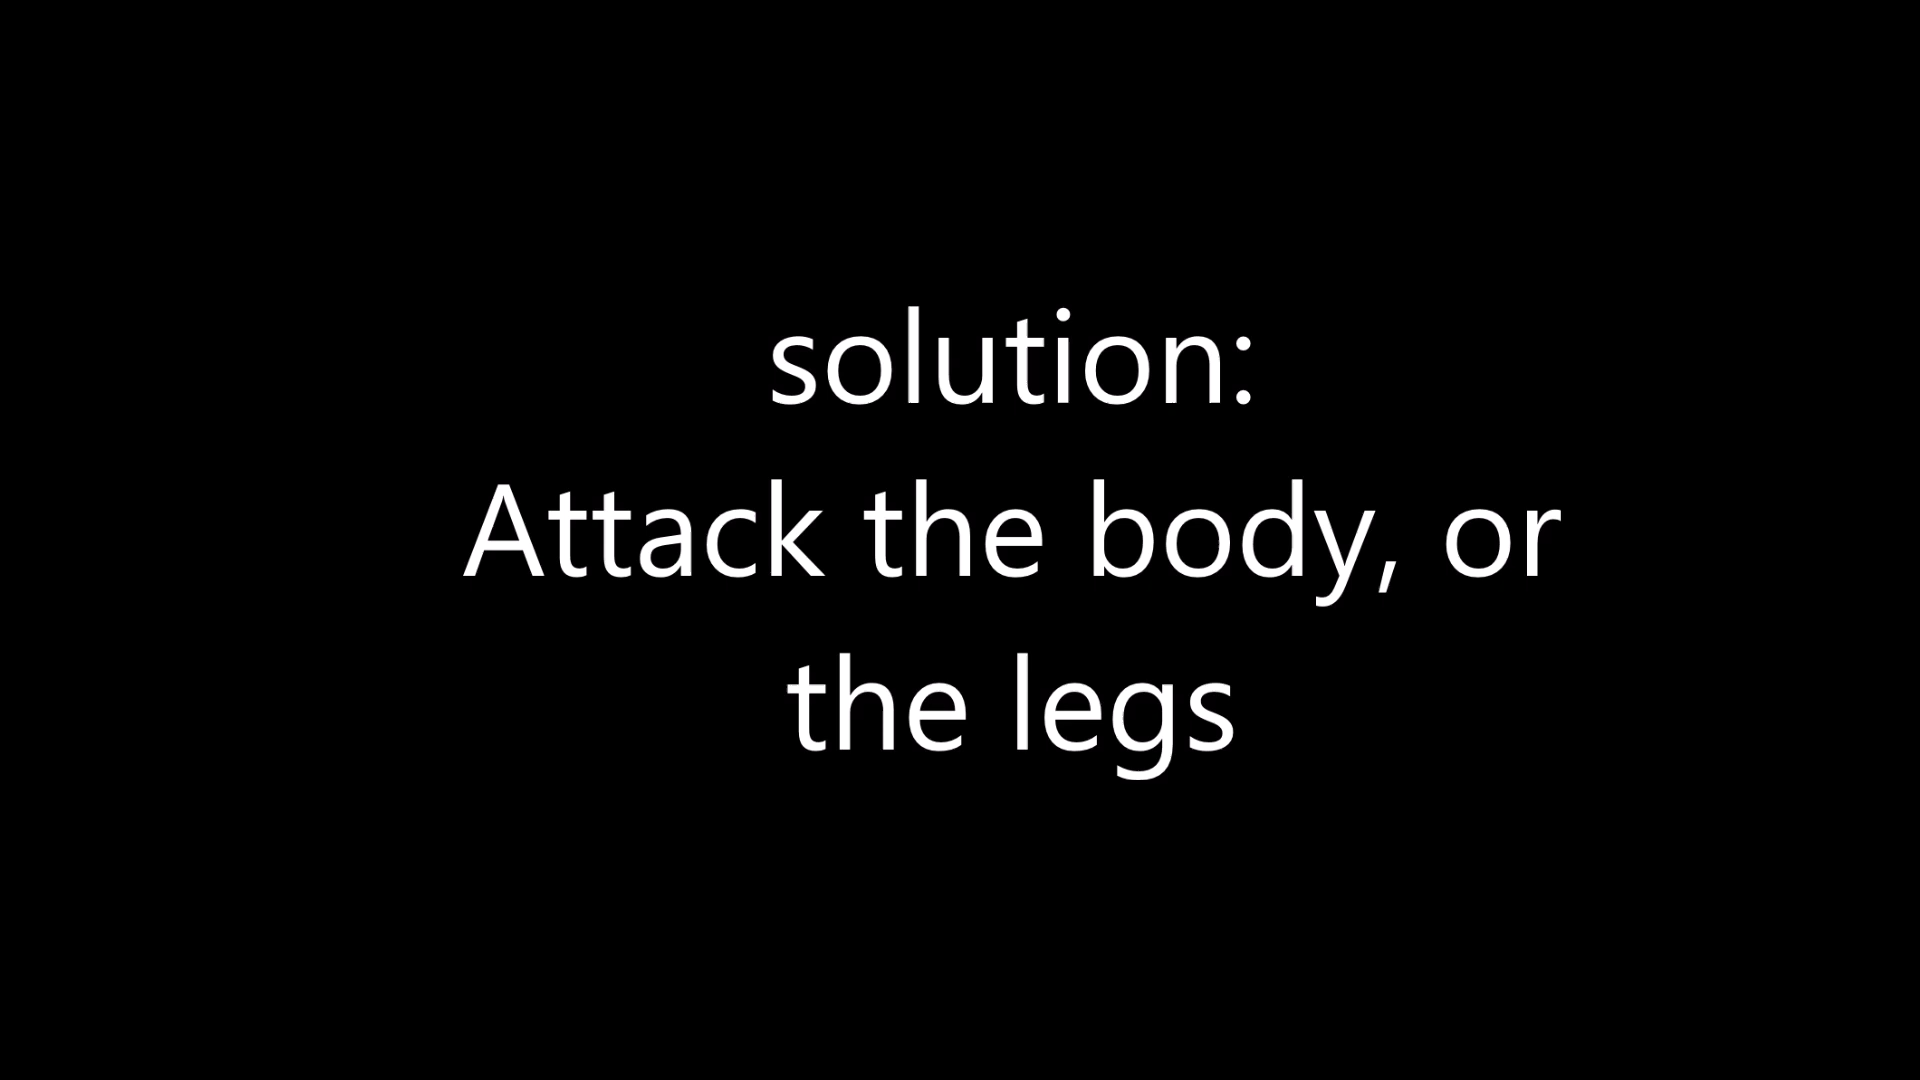 solution:
Attack the body, or
the legs